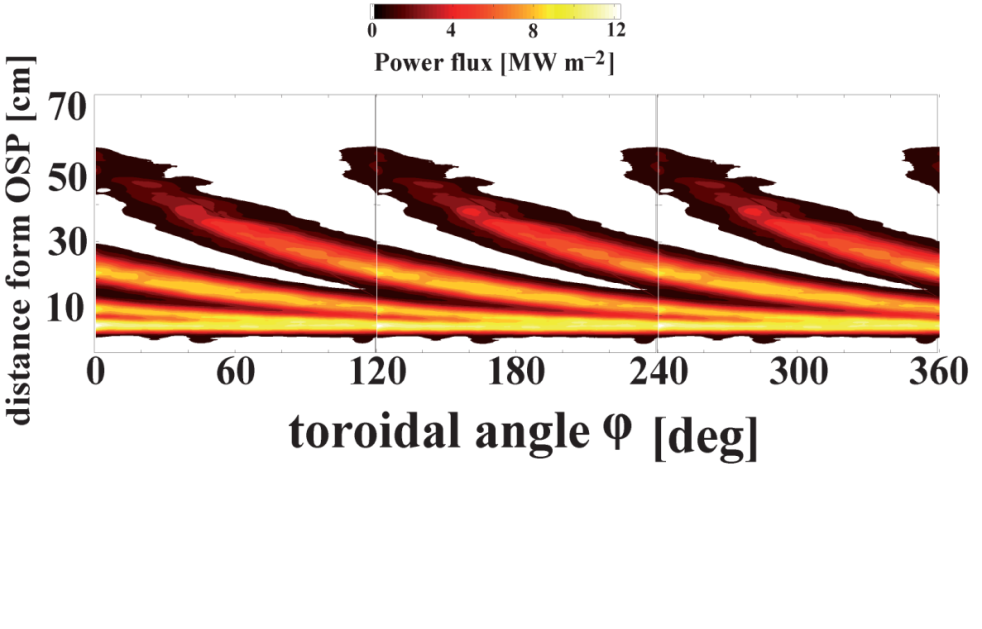 0 4 8 12
Power flux [MW m⁻²]
distance form OSP [cm]
70
50
30
10
0 60 120 180 240 300 360
toroidal angle φ [deg]